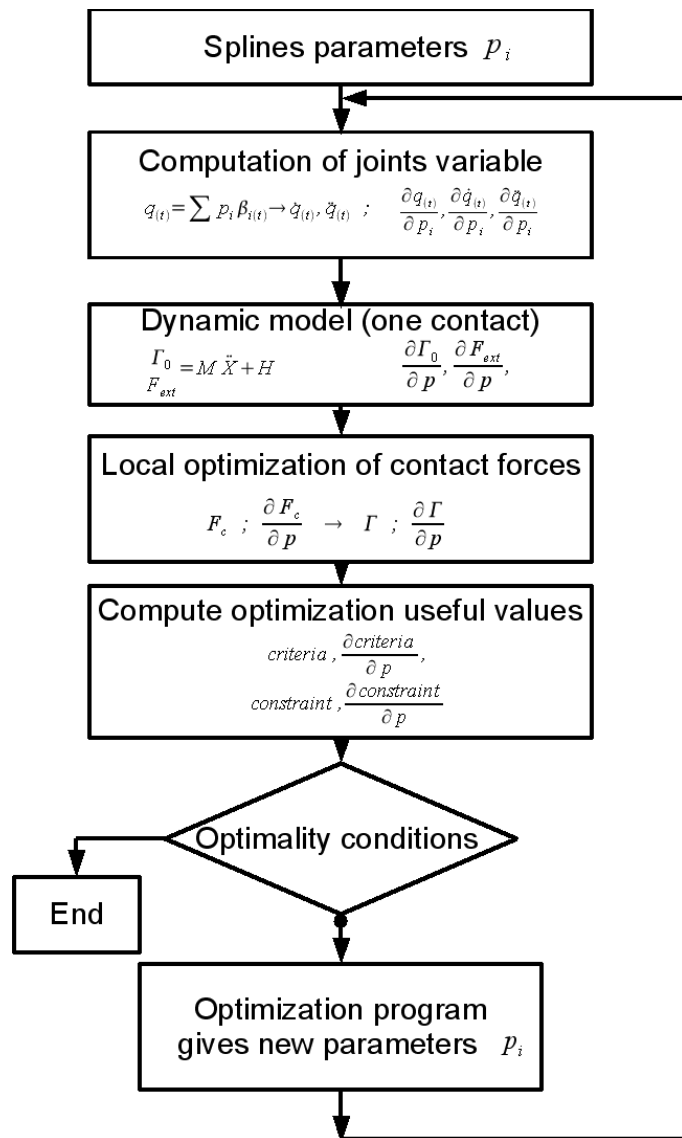 Splines parameters p_i
Computation of joints variable
q_(t) = ∑ p_i β_i(t) → q̇_(t), q̈_(t) ; ∂q_(t)/∂p_i, ∂q̇_(t)/∂p_i, ∂q̈_(t)/∂p_i
Dynamic model (one contact)
Γ_0 F_ext = M Ẍ + H ∂Γ_0/∂p, ∂F_ext/∂p,
Local optimization of contact forces
F_c ; ∂F_c/∂p → Γ ; ∂Γ/∂p
Compute optimization useful values
criteria, ∂criteria/∂p,
constraint, ∂constraint/∂p
Optimality conditions
End
Optimization program
gives new parameters p_i